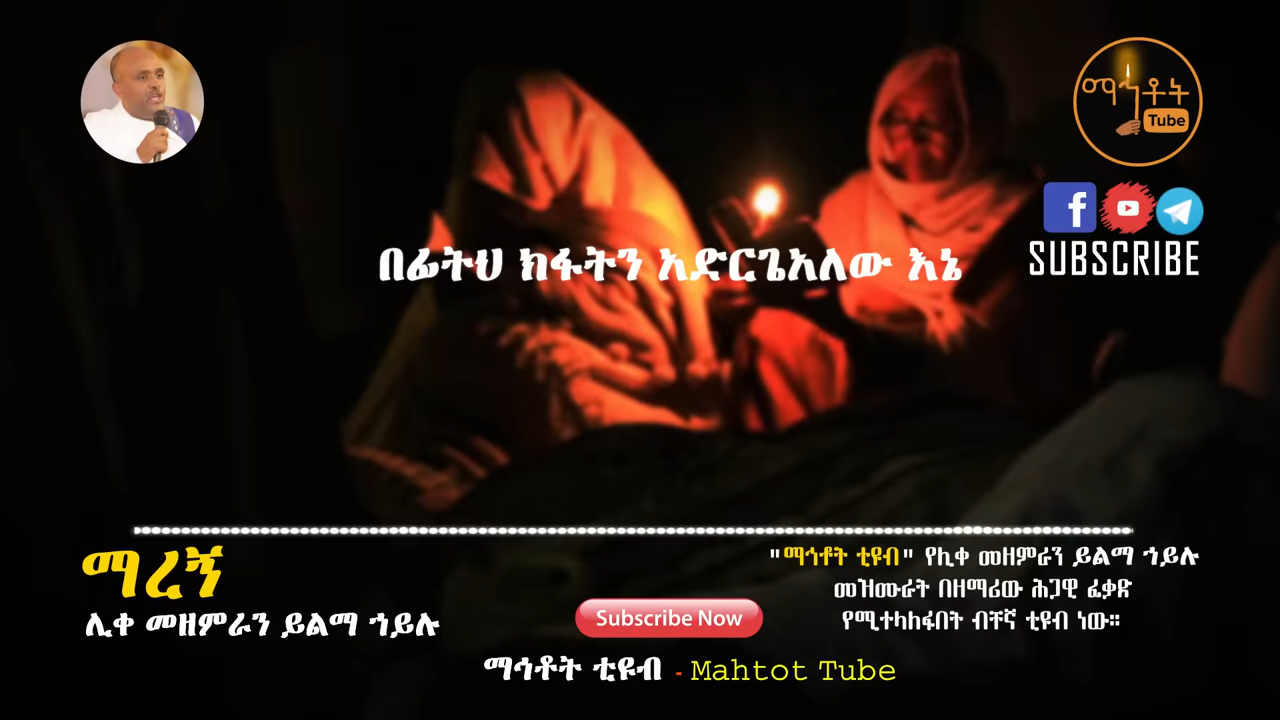 ማኅቶት
Tube
f
SUBSCRIBE
በፊትህ ክፋትን አድርጌአለው እኔ
ማረኝ
ሊቀ መዘምራን ይልማ ኀይሉ
"ማኅቶት ቲዩብ" የሊቀ መዘምራን ይልማ ኀይሉ
መዝሙራት በዘማሪው ሕጋዊ ፈቃድ
የሚተላለፋበት ብቸኛ ቲዩብ ነው።
Subscribe Now
ማኅቶት ቲዩብ - Mahtot Tube